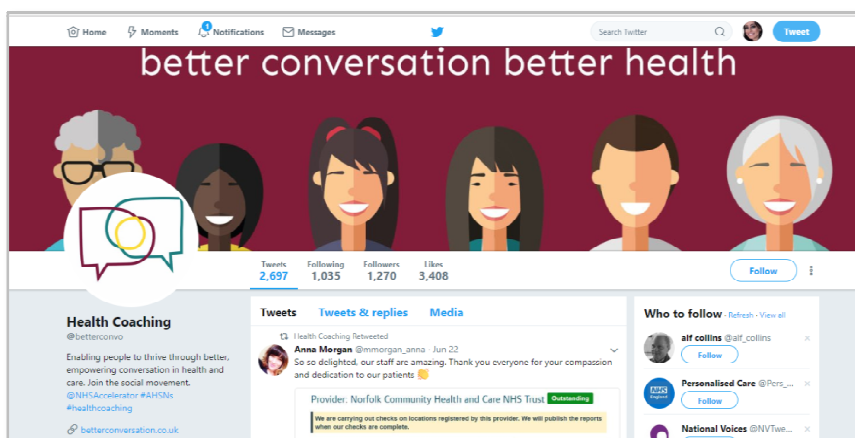 Home Moments 1 Notifications Messages Search Twitter Tweet
better conversation better health
Tweets Following Followers Likes
2,697 1,035 1,270 3,408
Follow
Tweets Tweets & replies Media
Who to follow · Refresh · View all
Health Coaching
@betterconvo
Enabling people to thrive through better,
empowering conversation in health and
care. Join the social movement.
@NHSAccelerator #AHSNs
#healthcoaching
betterconversation.co.uk
Health Coaching Retweeted
Anna Morgan @mmorgan_anna · Jun 22
So so delighted, our staff are amazing. Thank you everyone for your compassion
and dedication to our patients 👏
Provider: Norfolk Community Health and Care NHS Trust Outstanding
We are carrying out checks on locations registered by this provider. We will publish the reports
when our checks are complete.
alf collins @alf_collins
Follow
NHS
England
Personalised Care @Pers_...
Follow
National Voices @NVTwe...